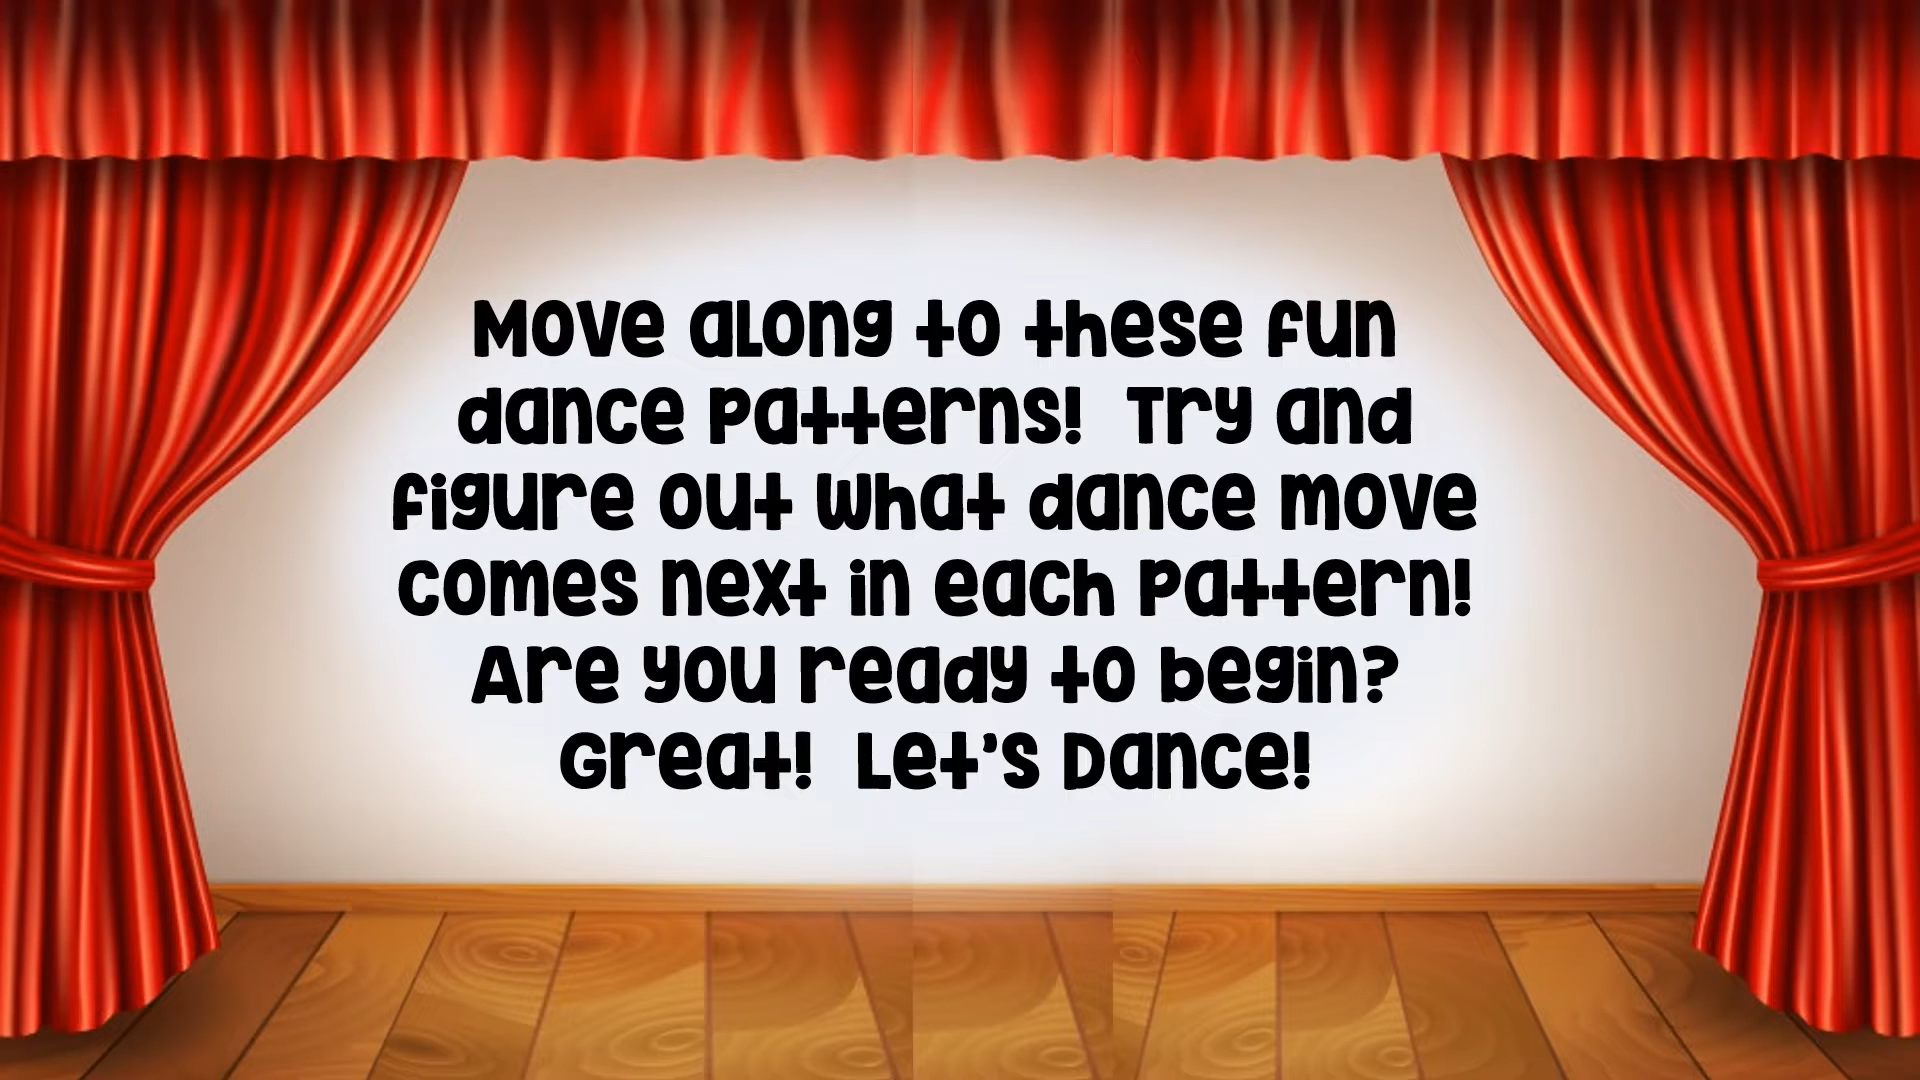 Move along to these fun
dance patterns!  Try and
figure out what dance move
comes next in each pattern!
Are you ready to begin?
Great!  Let's Dance!